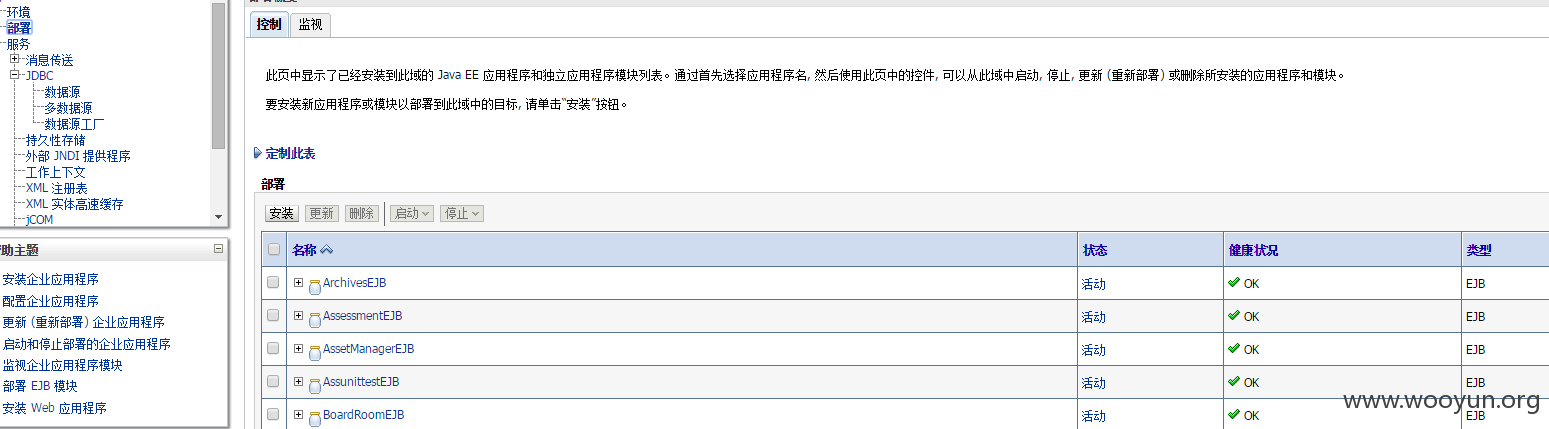 环境
部署
服务
消息传送
JDBC
数据源
多数据源
数据源工厂
持久性存储
外部 JNDI 提供程序
工作上下文
XML 注册表
XML 实体高速缓存
jCOM
助主题
安装企业应用程序
配置企业应用程序
更新 (重新部署) 企业应用程序
启动和停止部署的企业应用程序
监视企业应用程序模块
部署 EJB 模块
安装 Web 应用程序
控制 监视
此页中显示了已经安装到此域的 Java EE 应用程序和独立应用程序模块列表。通过首先选择应用程序名, 然后使用此页中的控件, 可以从此域中启动, 停止, 更新 (重新部署) 或删除所安装的应用程序和模块。
要安装新应用程序或模块以部署到此域中的目标, 请单击“安装”按钮。
定制此表
部署
安装 更新 删除 启动 停止
名称 状态 健康状况 类型
ArchivesEJB 活动 OK EJB
AssessmentEJB 活动 OK EJB
AssetManagerEJB 活动 OK EJB
AssunittestEJB 活动 OK EJB
BoardRoomEJB 活动 OK EJB
www.wooyun.org